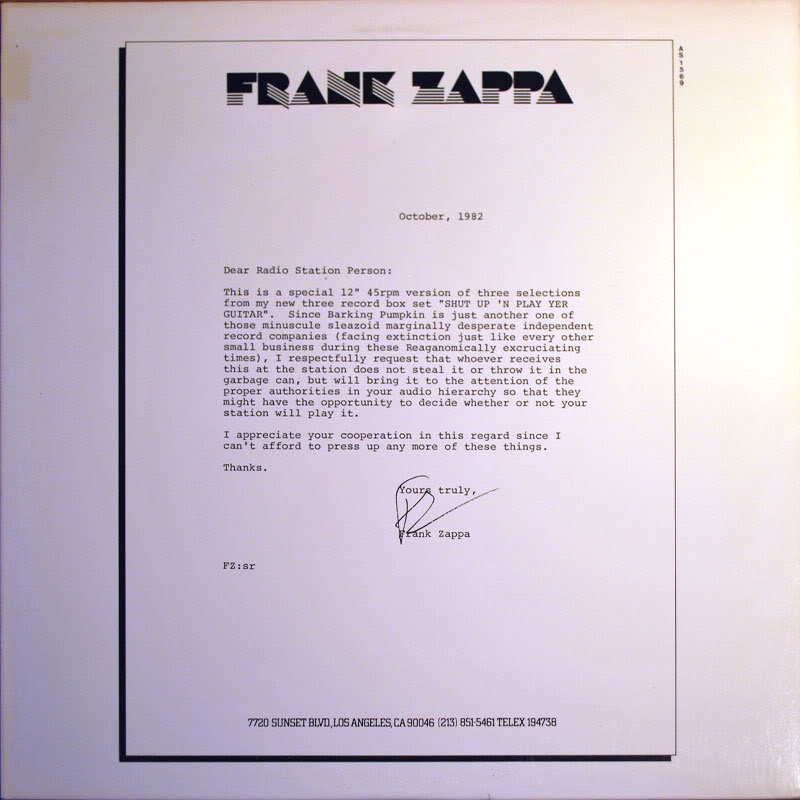 FRANK ZAPPA
AS1569
October, 1982
Dear Radio Station Person:
This is a special 12" 45rpm version of three selections
from my new three record box set "SHUT UP 'N PLAY YER
GUITAR".  Since Barking Pumpkin is just another one of
those minuscule sleazoid marginally desperate independent
record companies (facing extinction just like every other
small business during these Reaganomically excruciating
times), I respectfully request that whoever receives
this at the station does not steal it or throw it in the
garbage can, but will bring it to the attention of the
proper authorities in your audio hierarchy so that they
might have the opportunity to decide whether or not your
station will play it.
I appreciate your cooperation in this regard since I
can't afford to press up any more of these things.
Thanks.
Yours truly,
Frank Zappa
FZ:sr
7720 SUNSET BLVD, LOS ANGELES, CA 90046 (213) 851-5461 TELEX 194738